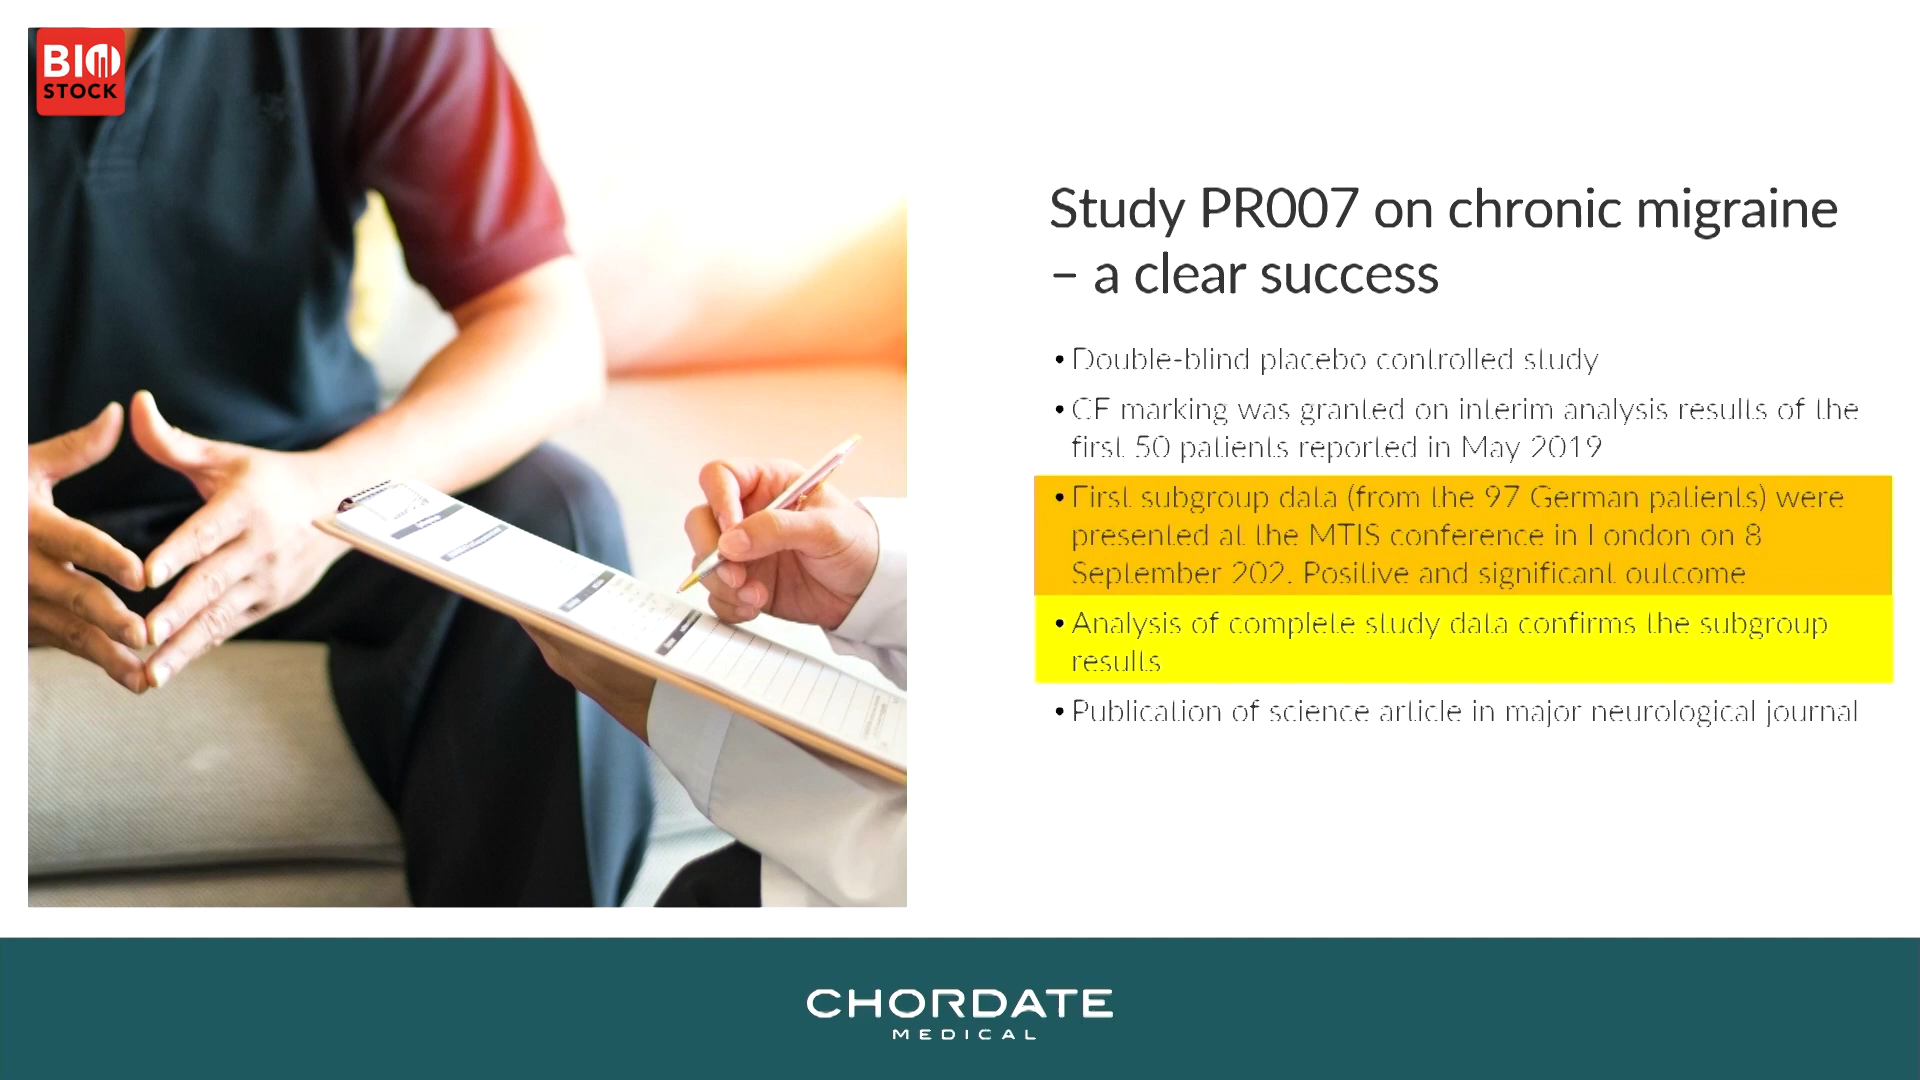 BIO
STOCK
Study PR007 on chronic migraine
– a clear success
• Double-blind placebo controlled study
• CE marking was granted on interim analysis results of the
first 50 patients reported in May 2019
• First subgroup data (from the 97 German patients) were
presented at the MTIS conference in London on 8
September 202. Positive and significant outcome
• Analysis of complete study data confirms the subgroup
results
• Publication of science article in major neurological journal
CHORDATE
MEDICAL